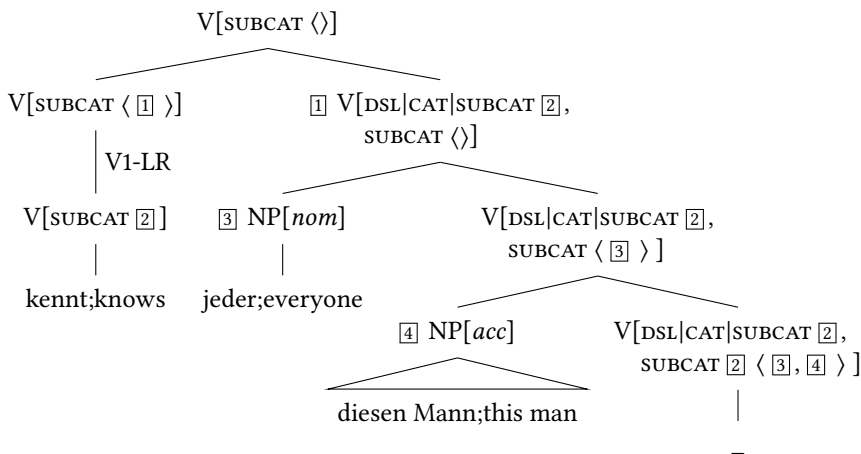 V[SUBCAT ⟨⟩]
V[SUBCAT ⟨ 1 ⟩]
1 V[DSL|CAT|SUBCAT 2,
SUBCAT ⟨⟩]
V1-LR
V[SUBCAT 2]
3 NP[nom]
V[DSL|CAT|SUBCAT 2,
SUBCAT ⟨ 3 ⟩ ]
kennt;knows
jeder;everyone
4 NP[acc]
V[DSL|CAT|SUBCAT 2,
SUBCAT 2 ⟨ 3, 4 ⟩ ]
diesen Mann;this man